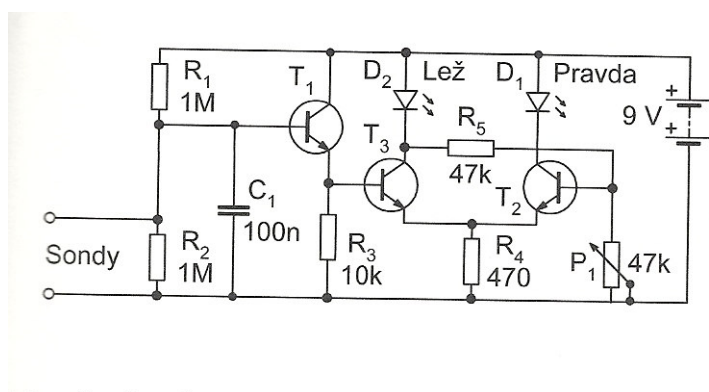 R1
1M
T1
D2
Lež
D1
Pravda
9 V
+
+
R5
47k
T3
T2
C1
100n
Sondy
R2
1M
R3
10k
R4
470
P1
47k